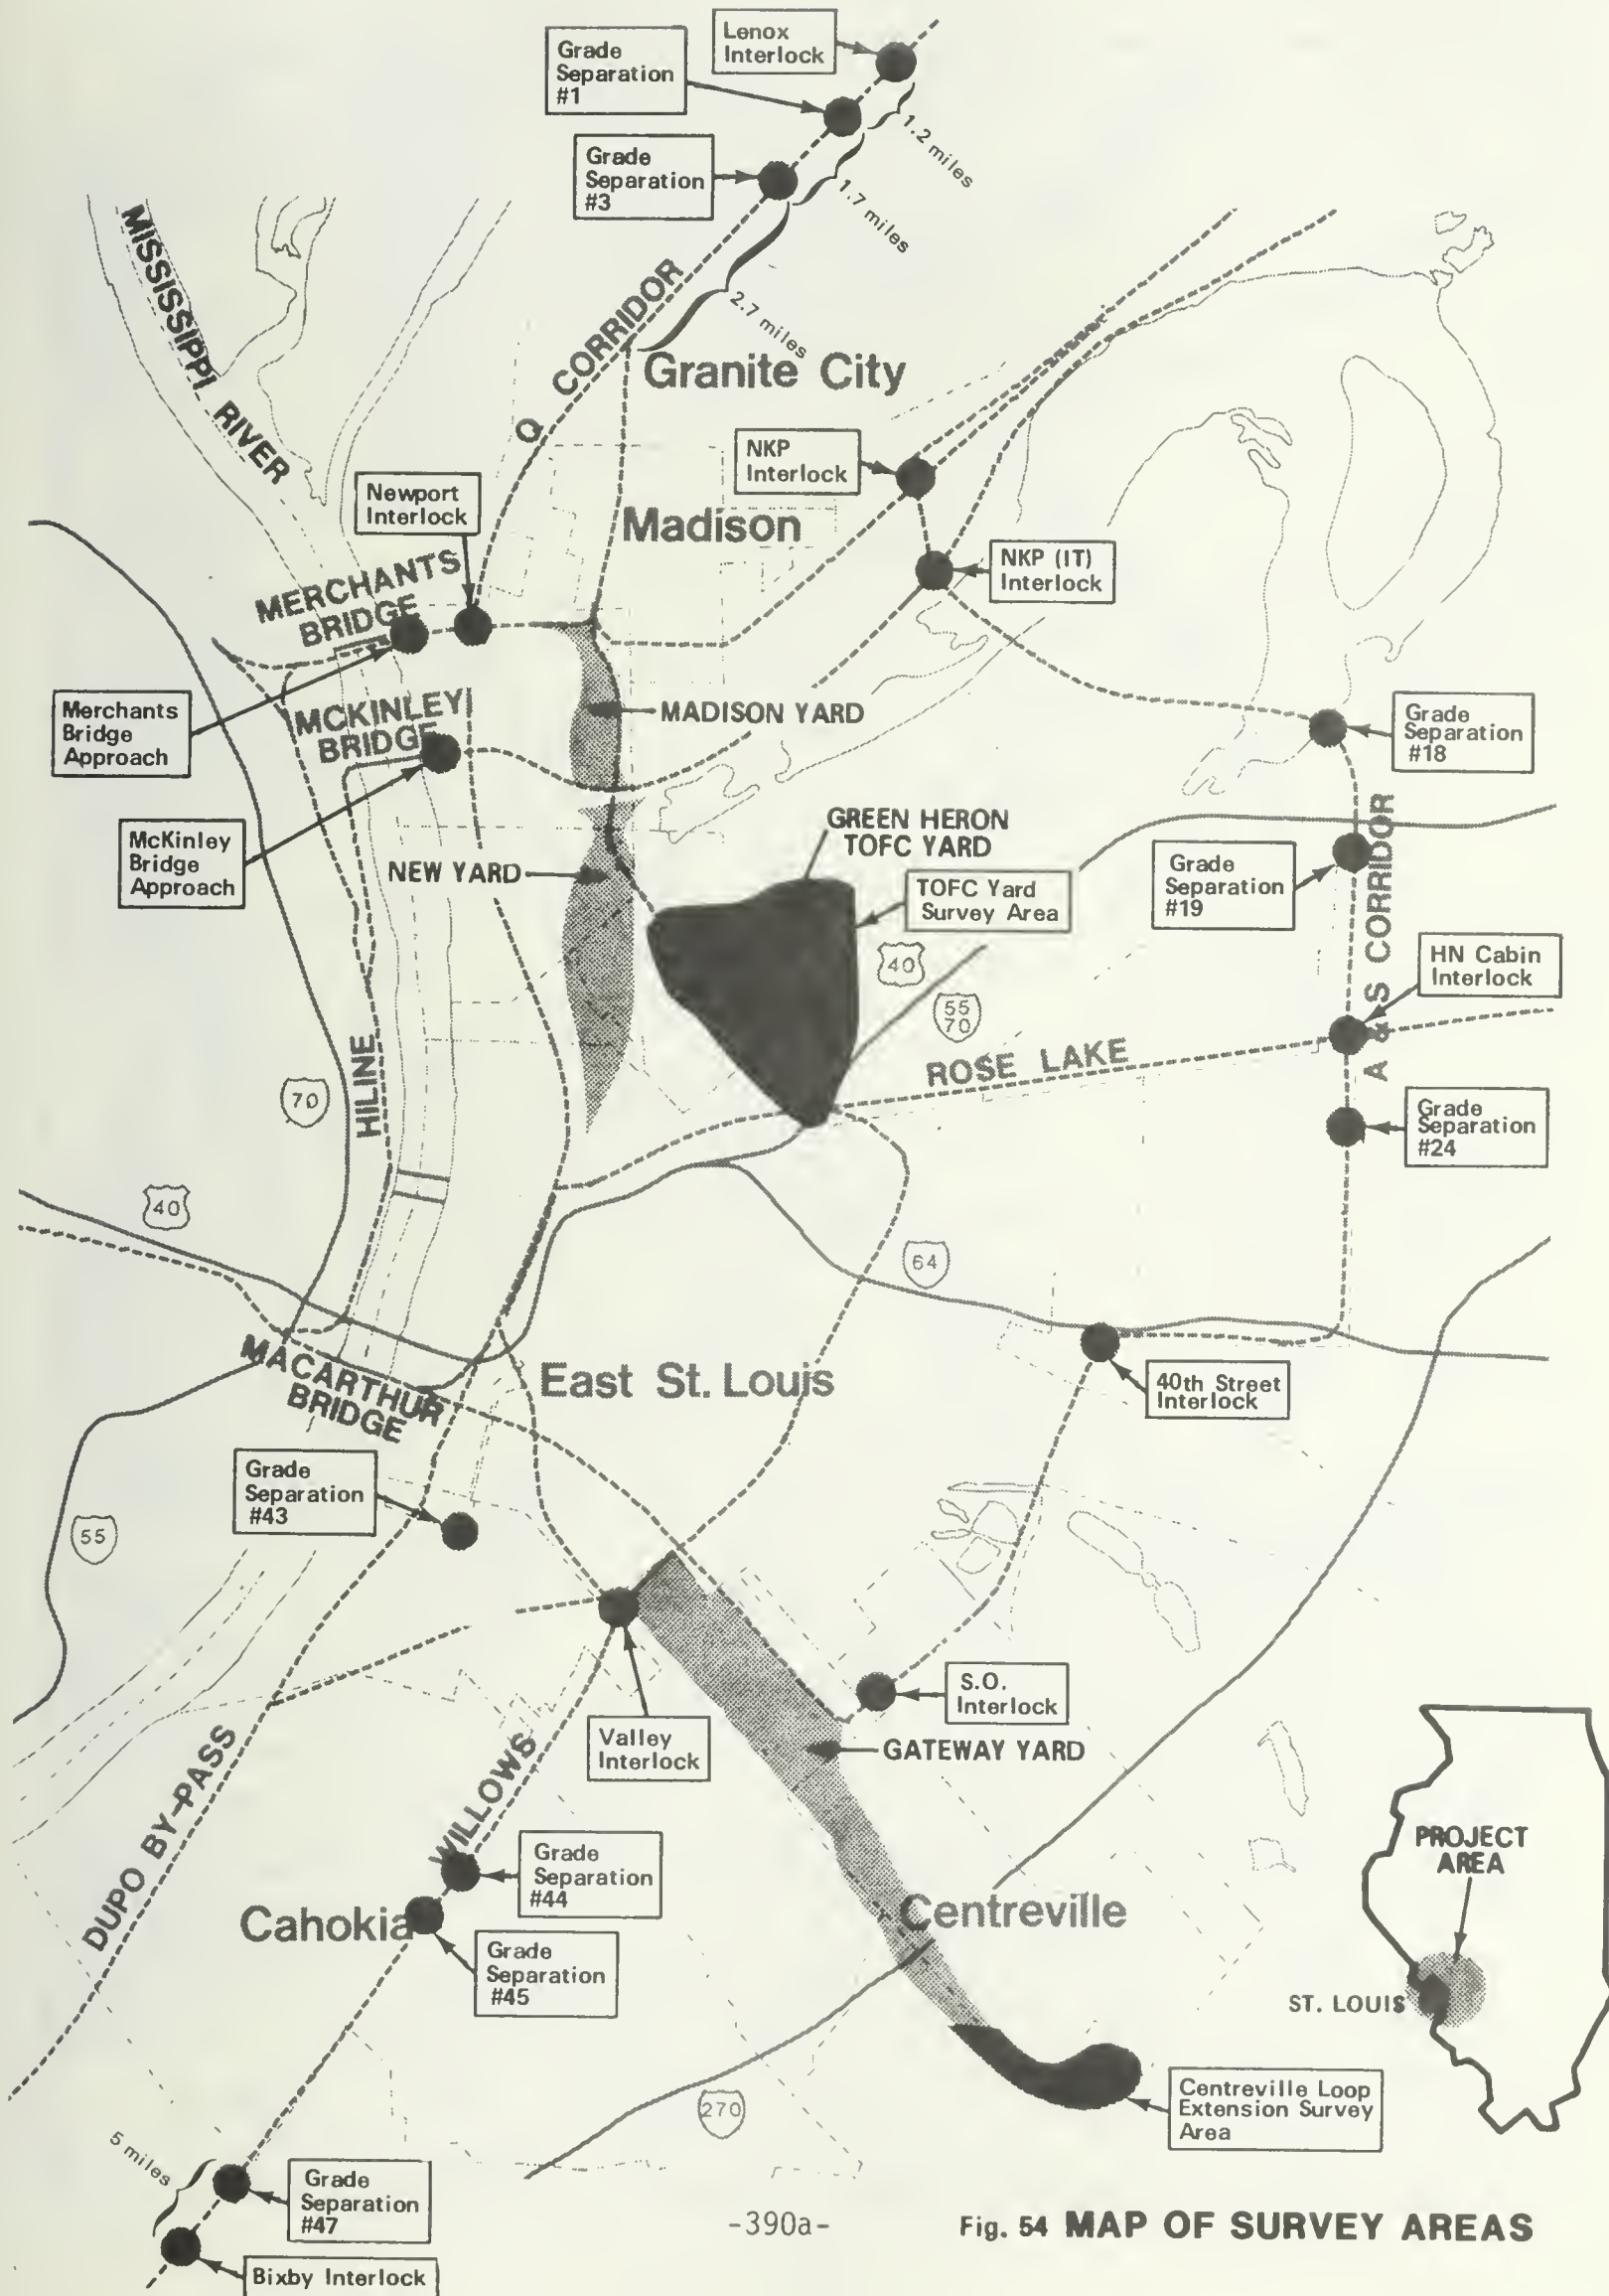 Lenox
Interlock
Grade
Separation
#1
1.2 miles
Grade
Separation
#3
1.7 miles
2.7 miles
MISSISSIPPI RIVER
Q CORRIDOR
Granite City
NKP
Interlock
Newport
Interlock
Madison
NKP (IT)
Interlock
MERCHANTS
BRIDGE
Merchants
Bridge
Approach
MCKINLEY
BRIDGE
MADISON YARD
Grade
Separation
#18
McKinley
Bridge
Approach
NEW YARD
GREEN HERON
TOFC YARD
TOFC Yard
Survey Area
Grade
Separation
#19
A & S CORRIDOR
HN Cabin
Interlock
40
55
70
ROSE LAKE
HILINE
70
Grade
Separation
#24
40
64
MACARTHUR
BRIDGE
East St. Louis
40th Street
Interlock
Grade
Separation
#43
55
S.O.
Interlock
Valley
Interlock
GATEWAY YARD
DUPO BY-PASS
WILLOWS
Grade
Separation
#44
Cahokia
Centreville
Grade
Separation
#45
PROJECT
AREA
ST. LOUIS
Centreville Loop
Extension Survey
Area
270
5 miles
Grade
Separation
#47
Bixby Interlock
-390a-
Fig. 54 MAP OF SURVEY AREAS